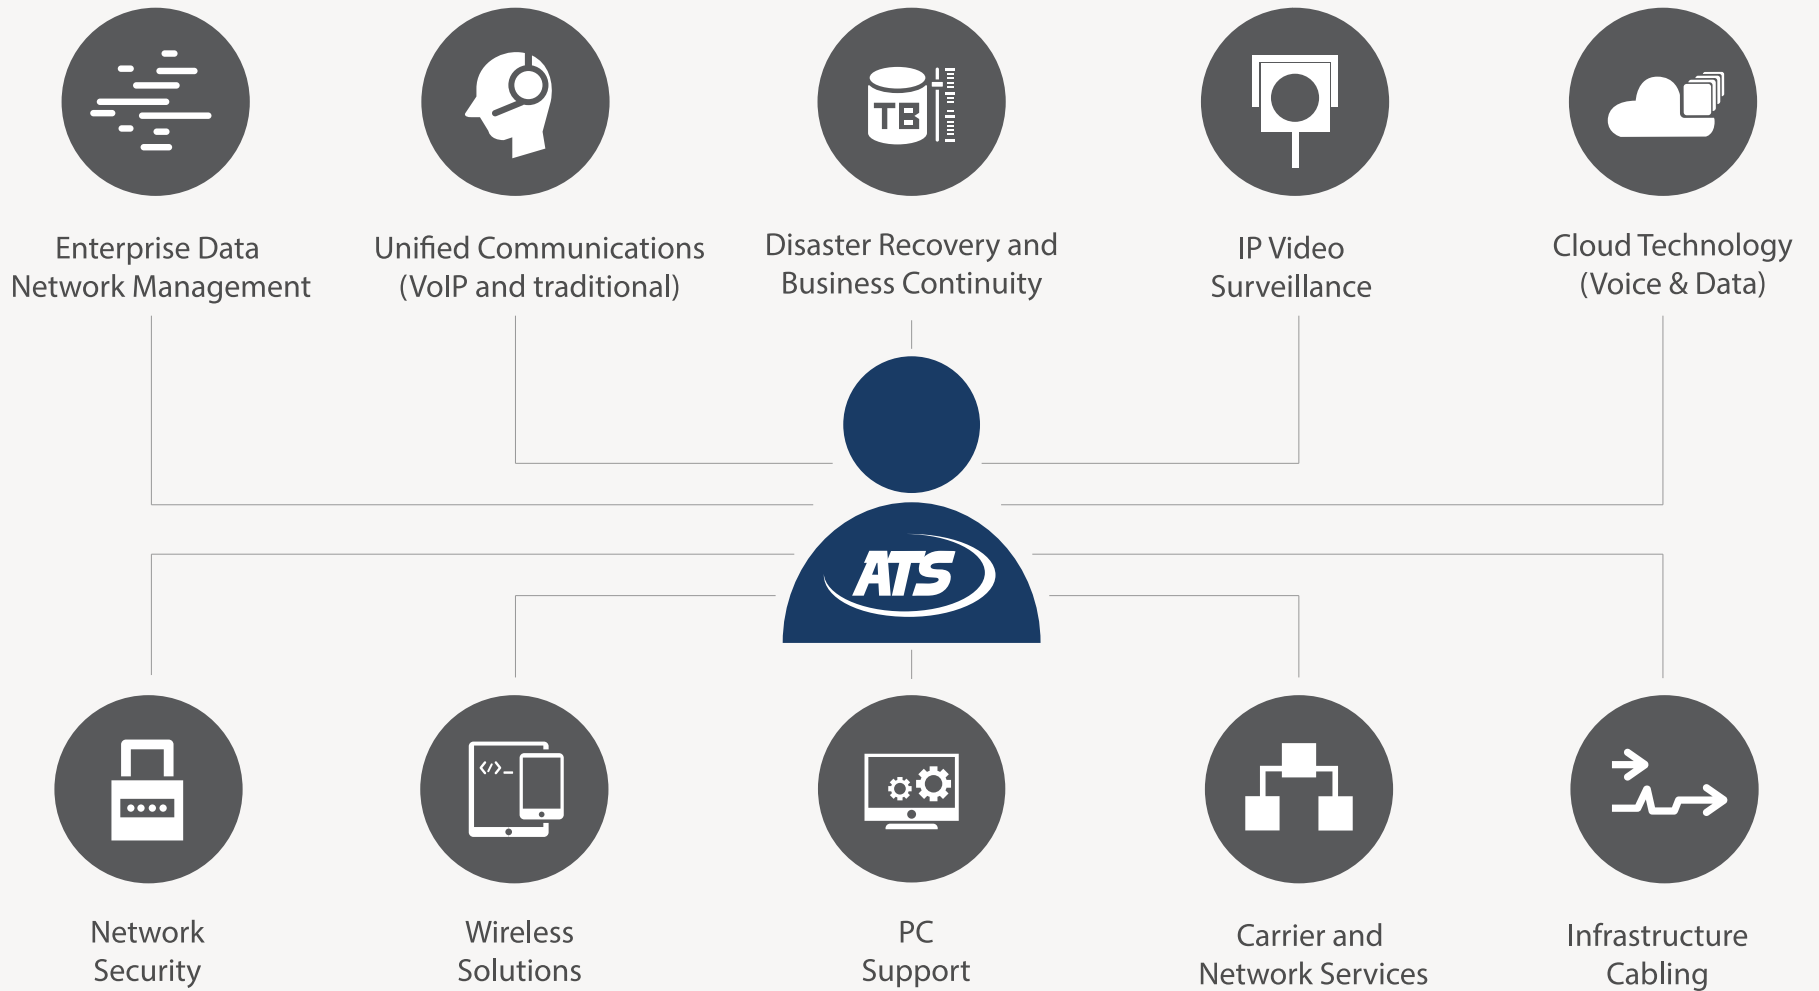 TB
Enterprise Data
Network Management
Unified Communications
(VoIP and traditional)
Disaster Recovery and
Business Continuity
IP Video
Surveillance
Cloud Technology
(Voice & Data)
ATS
</>_
Network
Security
Wireless
Solutions
PC
Support
Carrier and
Network Services
Infrastructure
Cabling